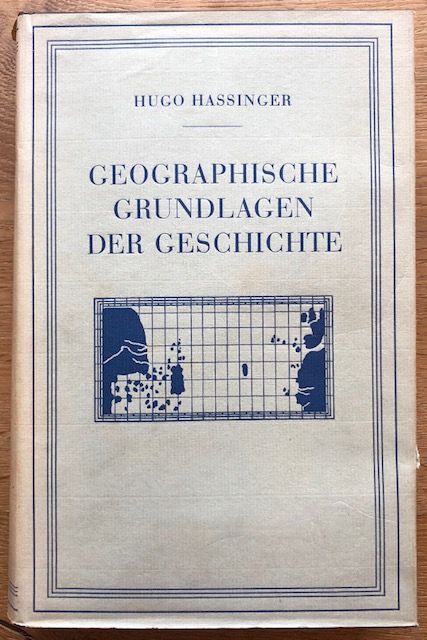 HUGO HASSINGER
GEOGRAPHISCHE
GRUNDLAGEN
DER GESCHICHTE